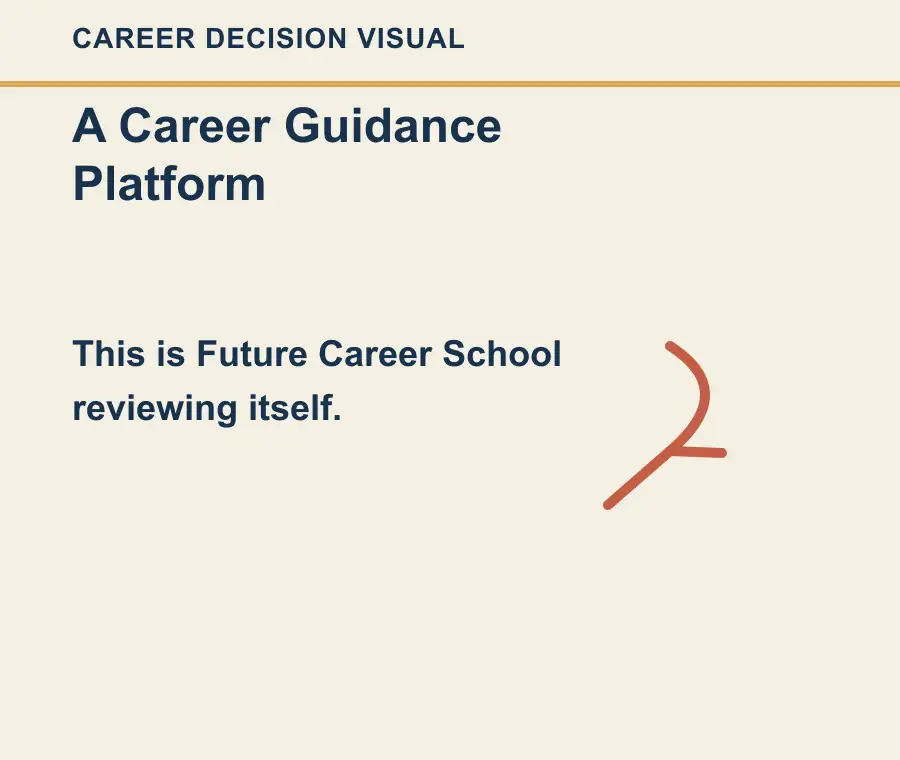 CAREER DECISION VISUAL
A Career Guidance
Platform
This is Future Career School
reviewing itself.